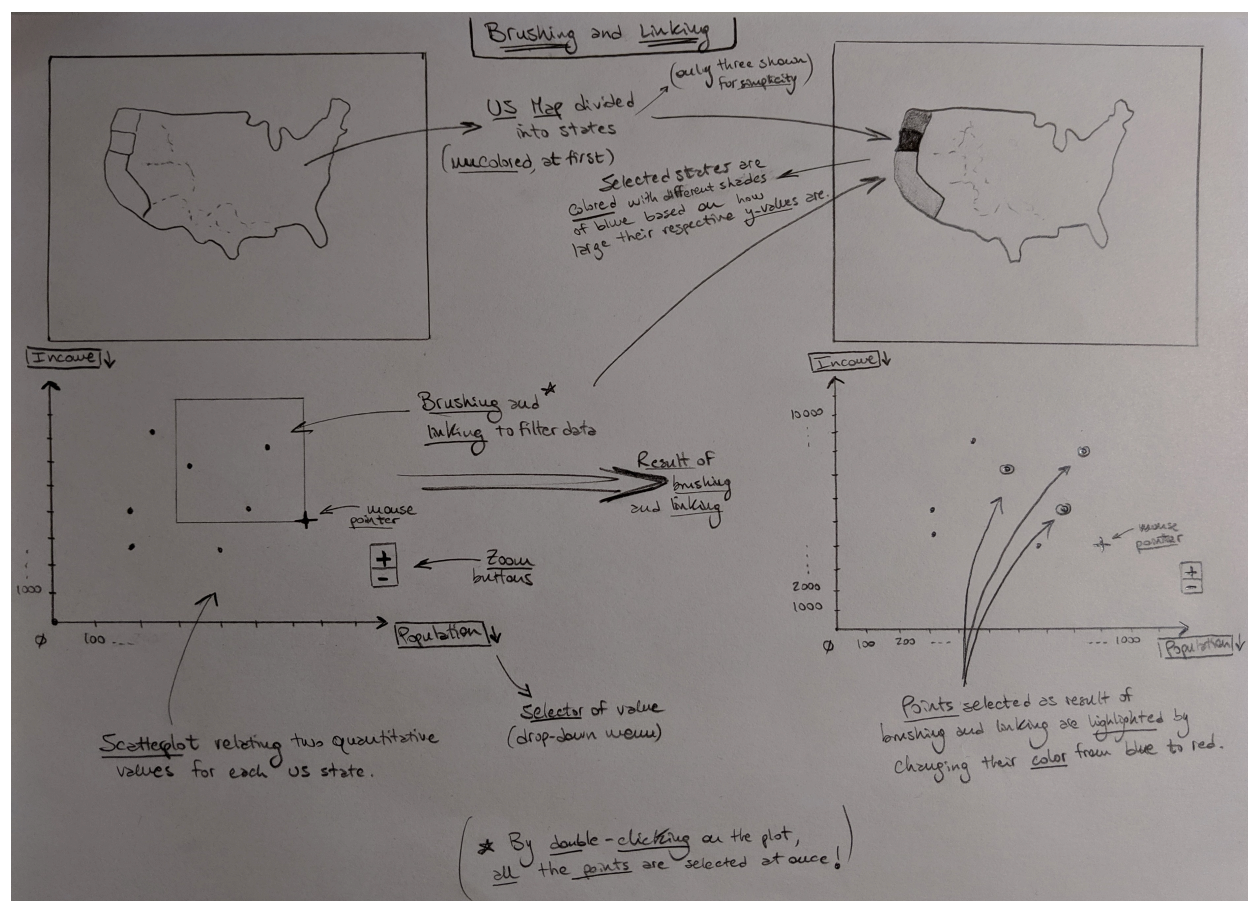 Brushing and Linking
(only three shown
for simplicity)
US Map divided
into states
(uncolored, at first)
Selected states are
colored with different shades
of blue based on how
large their respective y-values are.
Income ↓
1000
Ø 100 ....
Population ↓
Brushing and *
linking to filter data
mouse
pointer
+
-
Zoom
buttons
Result of
brushing
and linking
Selector of value
(drop-down menu)
Scatterplot relating two quantitative
values for each US state.
Income ↓
10000
2000
1000
Ø 100 200 --- --- 1000
Population ↓
mouse
pointer
+
-
Points selected as result of
brushing and linking are highlighted by
changing their color from blue to red.
(* By double-clicking on the plot,
all the points are selected at once!)